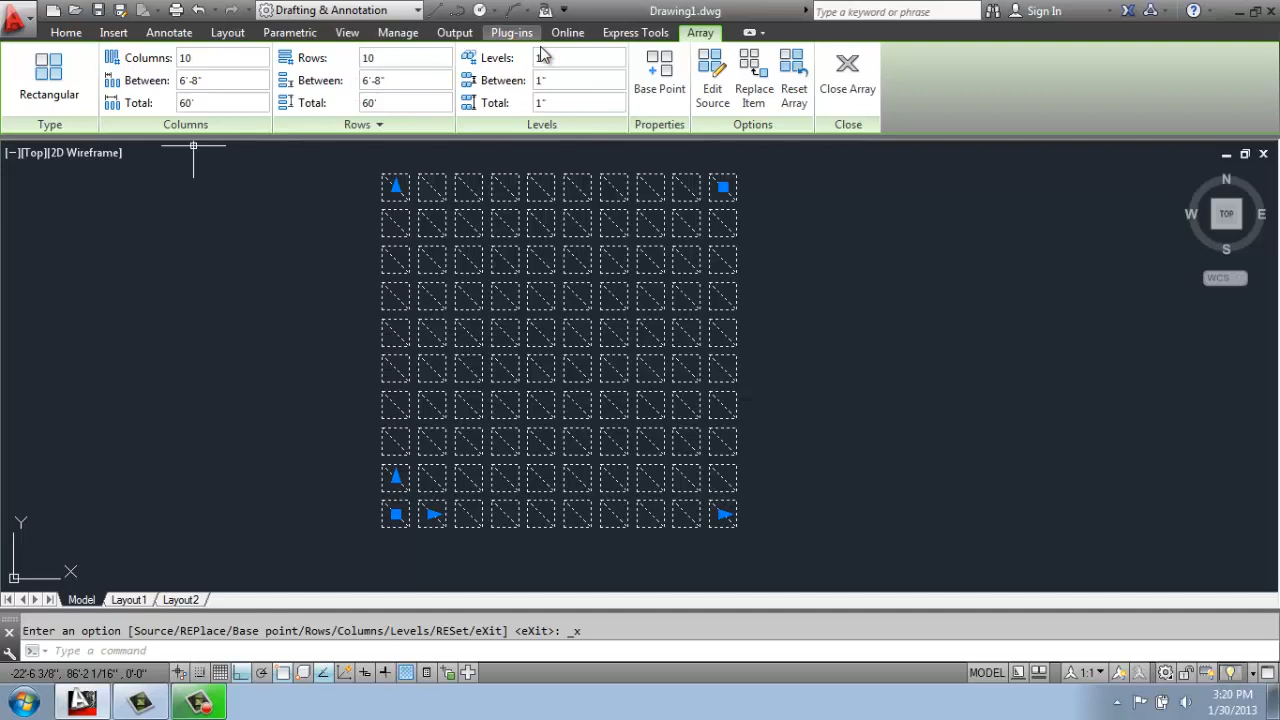 Drafting & Annotation
Drawing1.dwg
Type a keyword or phrase
Sign In
Home Insert Annotate Layout Parametric View Manage Output Plug-ins Online Express Tools Array
Columns: 10
Rows: 10
Levels:
Between: 6'-8"
Between: 6'-8"
Between: 1"
Total: 60'
Total: 60'
Total: 1"
Rectangular
Base Point
Edit Source
Replace Item
Reset Array
Close Array
Type Columns Rows Levels Properties Options Close
[−][Top][2D Wireframe]
N
W TOP E
S
WCS
Y
X
Model Layout1 Layout2
Enter an option [Source/REPlace/Base point/Rows/Columns/Levels/RESet/eXit] <eXit>: _x
Type a command
-22'-6 3/8", 86'-2 1/16", 0'-0"
MODEL
1:1
3:20 PM
1/30/2013